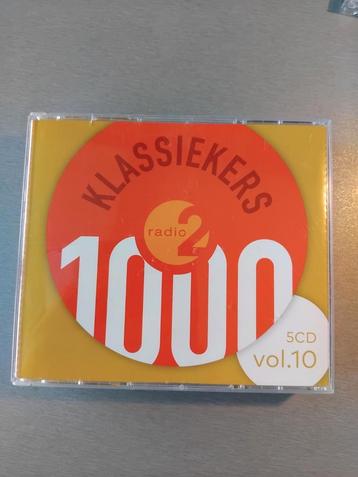 KLASSIEKERS
radio 2
1000
5CD
vol.10